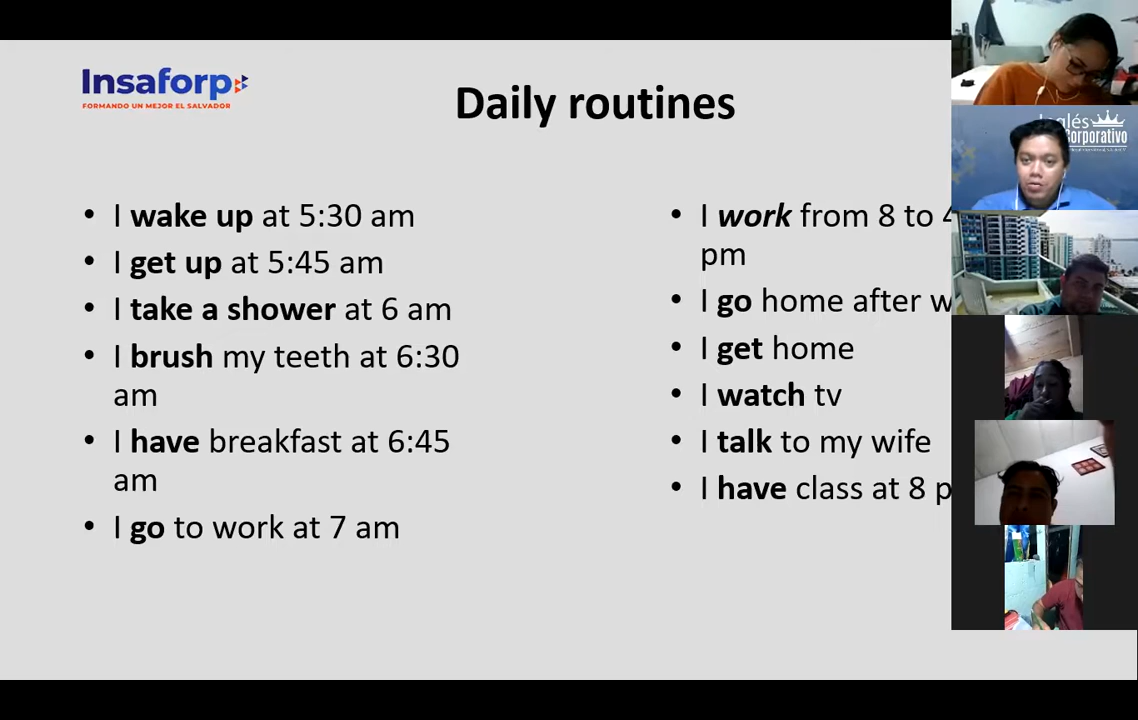 Insaforp
FORMANDO UN MEJOR EL SALVADOR
Daily routines
• I wake up at 5:30 am
• I get up at 5:45 am
• I take a shower at 6 am
• I brush my teeth at 6:30
am
• I have breakfast at 6:45
am
• I go to work at 7 am
• I work from 8 to 4
pm
• I go home after
• I get home
• I watch tv
• I talk to my wife
• I have class at 8
Inglés
Corporativo